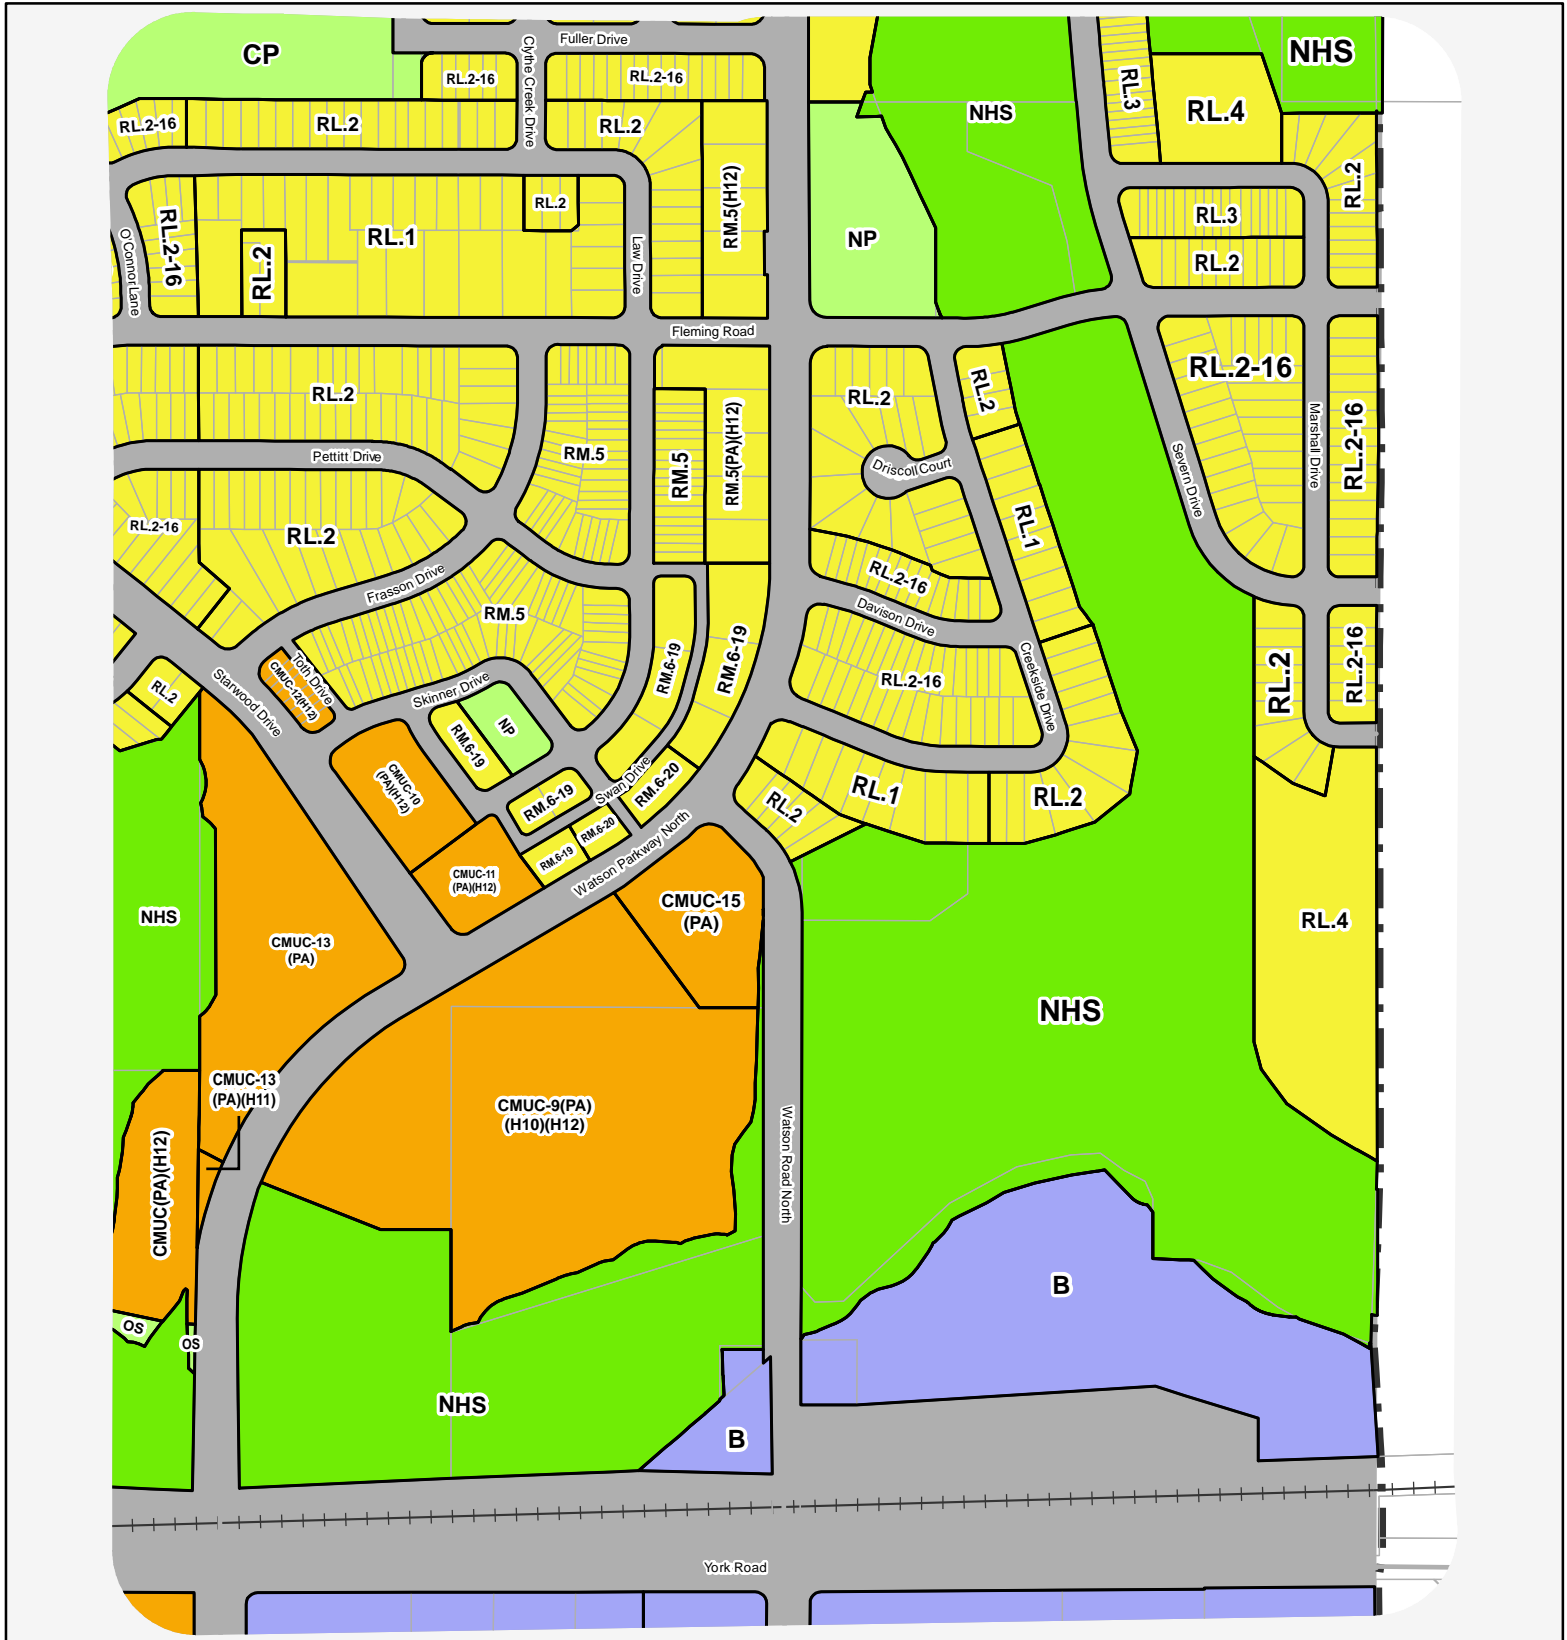 CP
Fuller Drive
NHS
RL.2-16
RL.2-16
Clythe Creek Drive
RL.3
RL.4
NHS
RL.2-16
RL.2
RL.2
RM.5(H12)
RL.2
RL.2-16
RL.1
RL.2
RL.3
O'Connor Lane
RL.2
Law Drive
NP
RL.2
Fleming Road
RL.2
RL.2
RL.2
RL.2-16
RM.5
RM.5
RM.5(PA)(H12)
Marshall Drive
RL.2-16
Pettitt Drive
Driscoll Court
Severn Drive
RL.2-16
RL.2
RL.1
Frasson Drive
RL.2-16
RM.5
Davison Drive
RL.2
RL.2-16
Toth Drive
CMUC-12(H12)
RM.6-19
RM.6-19
RL.2-16
Creekside Drive
RL.2
Starwood Drive
Skinner Drive
NP
RM.6-19
CMUC-10
(PA)(H12)
Swan Drive
RM.6-20
RM.6-19
RL.2
RL.1
RL.2
RM.6-20
RM.6-19
Watson Parkway North
CMUC-11
(PA)(H12)
CMUC-15
(PA)
NHS
CMUC-13
(PA)
RL.4
NHS
CMUC-13
(PA)(H11)
CMUC-9(PA)
(H10)(H12)
Watson Road North
CMUC(PA)(H12)
B
OS
OS
NHS
B
York Road